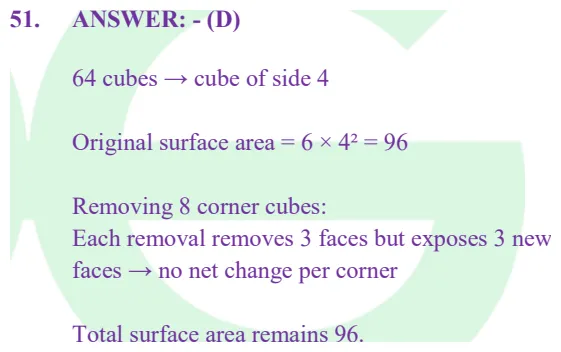 51. ANSWER: - (D)
64 cubes → cube of side 4
Original surface area = 6 × 4² = 96
Removing 8 corner cubes:
Each removal removes 3 faces but exposes 3 new
faces → no net change per corner
Total surface area remains 96.